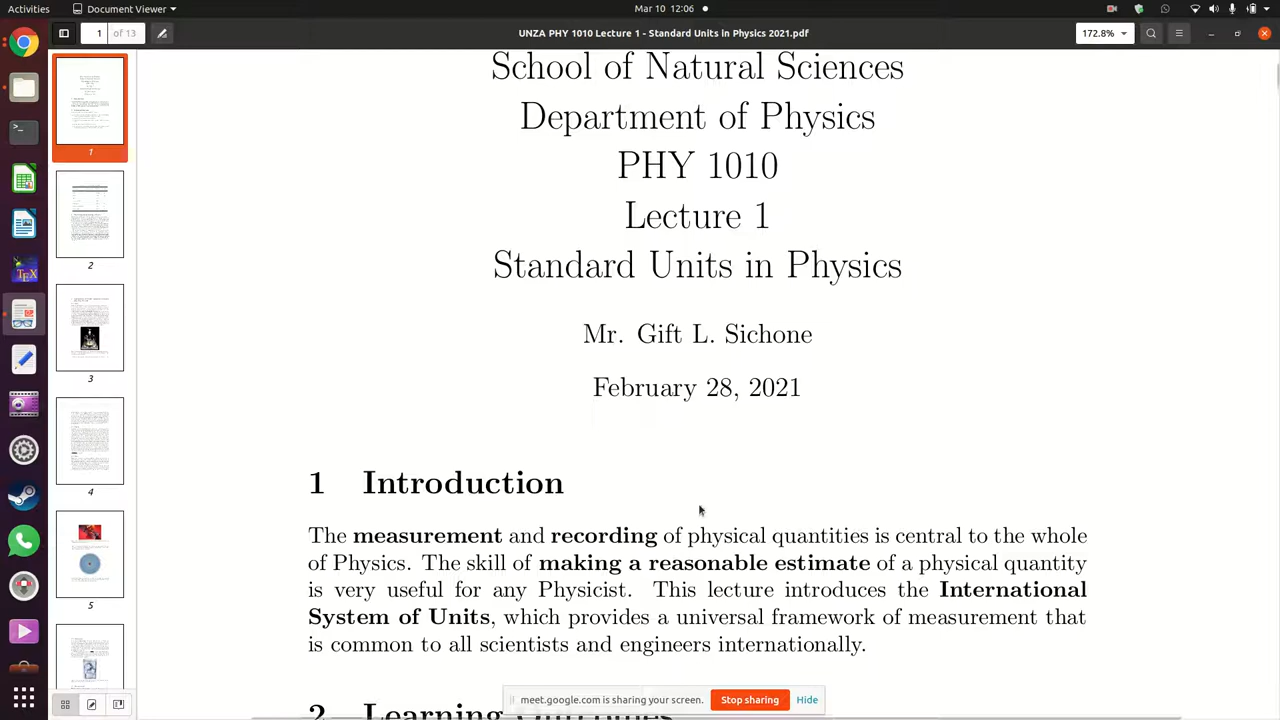 Activities
Document Viewer
Mar 10 12:06
1
of 13
UNZA PHY 1010 Lecture 1 - Standard Units in Physics 2021.pdf
172.8%
School of Natural Sciences
Department of Physics
PHY 1010
Lecture 1
Standard Units in Physics
Mr. Gift L. Sichone
February 28, 2021
1 Introduction
The measurement and recording of physical quantities is central to the whole
of Physics. The skill of making a reasonable estimate of a physical quantity
is very useful for any Physicist. This lecture introduces the International
System of Units, which provides a universal framework of measurement that
is common to all scientists and engineers internationally.
2 Learning Outcomes
meet.google.com is sharing your screen.
Stop sharing
Hide
1
2
3
4
5
TEX